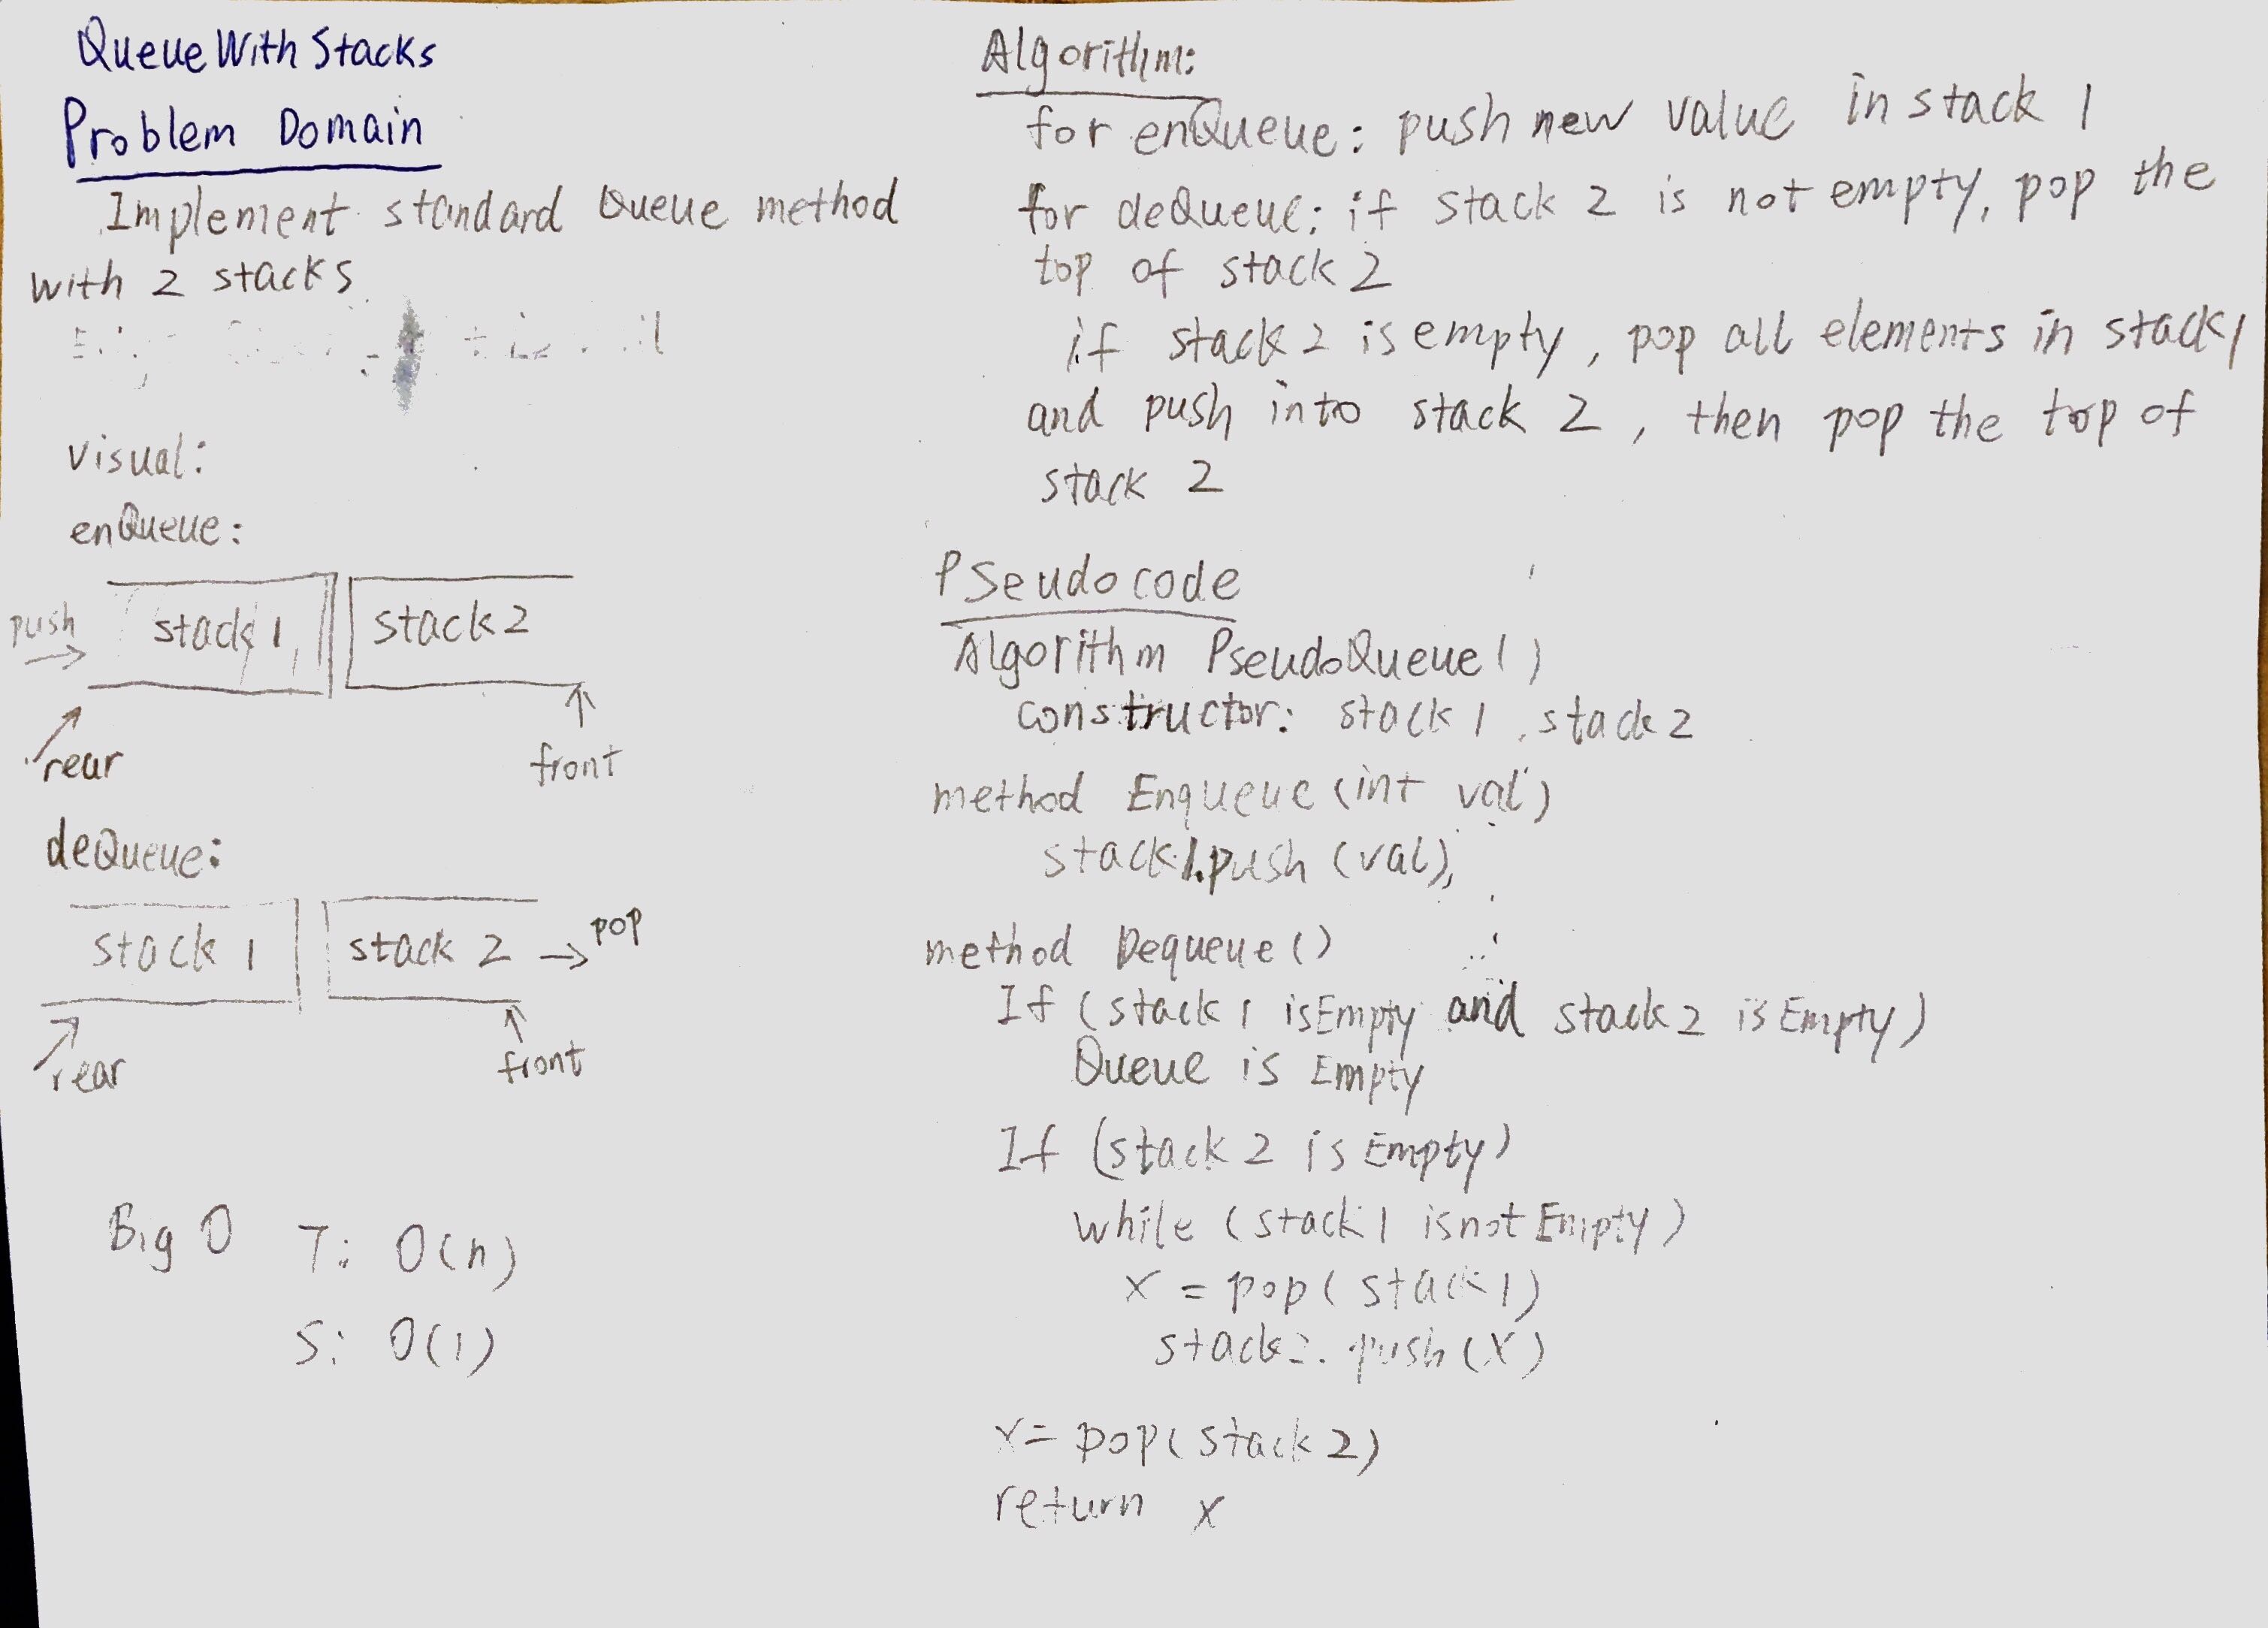 QueueWithStacks
Problem Domain
Implement standard Queue method
with 2 stacks
visual:
enQueue:
push stack 1 stack 2
rear front
deQueue:
stack 1 stack 2 → pop
rear front
Big O T: O(n)
S: O(1)
Algorithm:
for enQueue: push new value in stack 1
for deQueue: if stack 2 is not empty, pop the
top of stack 2
if stack 2 is empty, pop all elements in stack 1
and push into stack 2, then pop the top of
stack 2
PSeudocode
Algorithm PseudoQueue()
constructor: stack 1, stack 2
method Enqueue (int val)
stack1.push (val);
method Dequeue()
If (stack 1 isEmpty and stack 2 is Empty)
Queue is Empty
If (stack 2 is Empty)
while (stack 1 is not Empty)
x = pop(stack 1)
stack2.push(x)
x = pop(stack 2)
return x